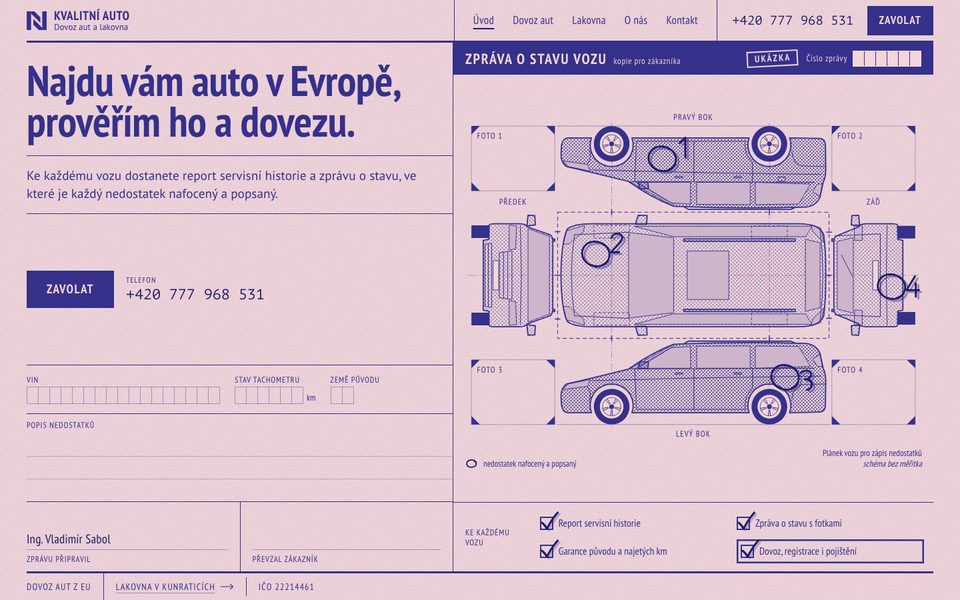 KVALITNÍ AUTO
Dovoz aut a lakovna
Úvod Dovoz aut Lakovna O nás Kontakt
+420 777 968 531
ZAVOLAT
Najdu vám auto v Evropě,
prověřím ho a dovezu.
Ke každému vozu dostanete report servisní historie a zprávu o stavu, ve
které je každý nedostatek nafocený a popsaný.
ZAVOLAT
TELEFON
+420 777 968 531
VIN
STAV TACHOMETRU
km
ZEMĚ PŮVODU
POPIS NEDOSTATKŮ
Ing. Vladimír Sabol
ZPRÁVU PŘIPRAVIL
PŘEVZAL ZÁKAZNÍK
ZPRÁVA O STAVU VOZU kopie pro zákazníka
UKÁZKA
Číslo zprávy
PRAVÝ BOK
FOTO 1
FOTO 2
1
PŘEDEK
ZÁĎ
2
4
FOTO 3
FOTO 4
3
LEVÝ BOK
nedostatek nafocený a popsaný
Plánek vozu pro zápis nedostatků
schéma bez měřítka
KE KAŽDÉMU
VOZU
Report servisní historie
Zpráva o stavu s fotkami
Garance původu a najetých km
Dovoz, registrace i pojištění
DOVOZ AUT Z EU
LAKOVNA V KUNRATICÍCH →
IČO 22214461